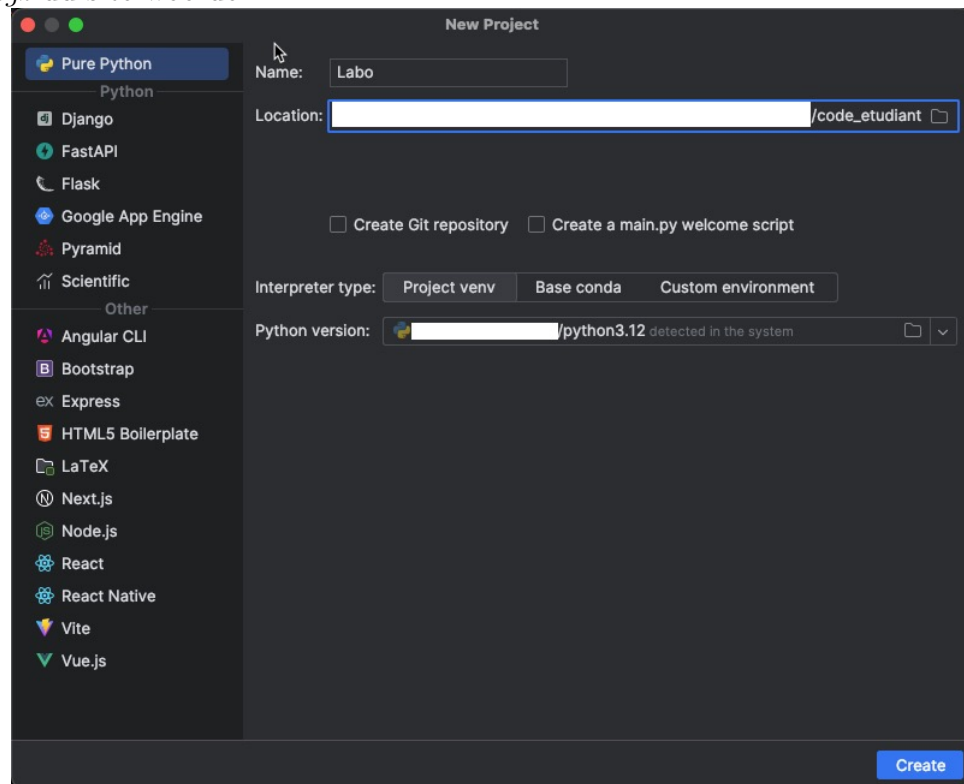 New Project
Pure Python
Python
Django
FastAPI
Flask
Google App Engine
Pyramid
Scientific
Other
Angular CLI
Bootstrap
Express
HTML5 Boilerplate
LaTeX
Next.js
Node.js
React
React Native
Vite
Vue.js
Name: Labo
Location: /code_etudiant
Create Git repository Create a main.py welcome script
Interpreter type: Project venv Base conda Custom environment
Python version: /python3.12 detected in the system
Create